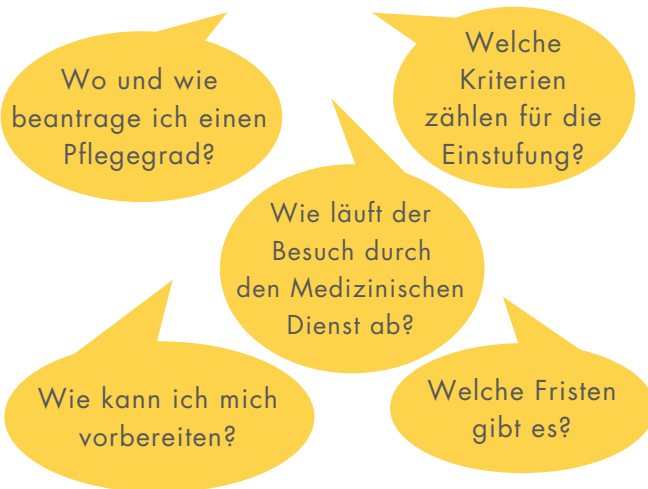 Wo und wie
beantrage ich einen
Pflegegrad?
Welche
Kriterien
zählen für die
Einstufung?
Wie läuft der
Besuch durch
den Medizinischen
Dienst ab?
Wie kann ich mich
vorbereiten?
Welche Fristen
gibt es?